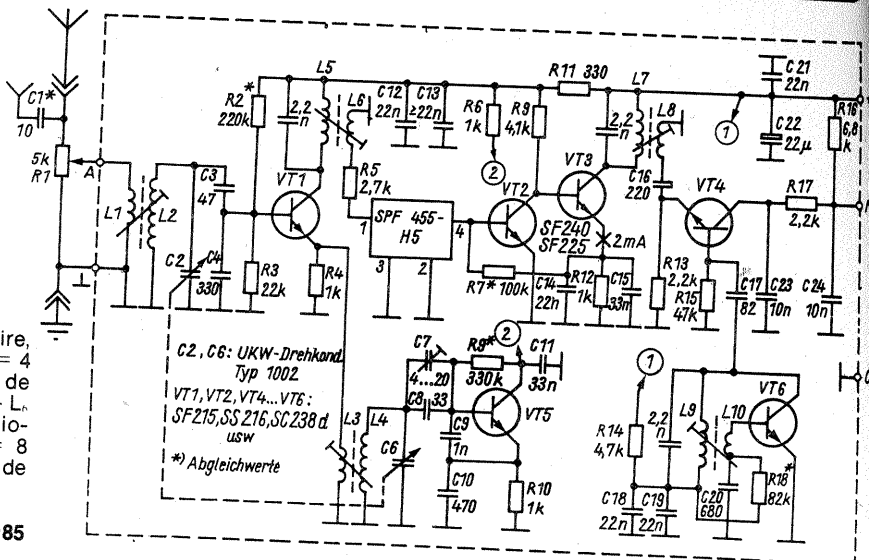 C1*
10
5k
R1
A
L1
L2
C2
C3
47
C4
330
R2*
220k
R3
22k
VT1
R4
1k
2,2
n
L5
L6
C12
22n
C13
≥22n
R5
2,7k
1
SPF 455-
H5
4
3
2
R6
1k
2
R9
4,1k
R11 330
VT2
VT3
SF240
SF225
2mA
R7* 100k
C14
22n
R12
1k
C15
33n
2,2
n
L7
L8
C16
220
1
VT4
R13
2,2k
R15
47k
C17
82
C23
10n
C24
10n
R17
2,2k
C21
22n
C22
22µ
R16
6,8
k
C2, C6: UKW-Drehkond.
Typ 1002
VT1, VT2, VT4...VT6:
SF215, SS216, SC238d
usw
*) Abgleichwerte
L3
L4
C6
C7
4...20
C8
33
C9
1n
C10
470
R8*
330k
2
C11
33n
VT5
R10
1k
1
R14
4,7k
2,2
n
C18
22n
C19
22n
L9
L10
C20
680
R18*
82k
VT6
ire,
= 4
de
io-
= 8
de
85